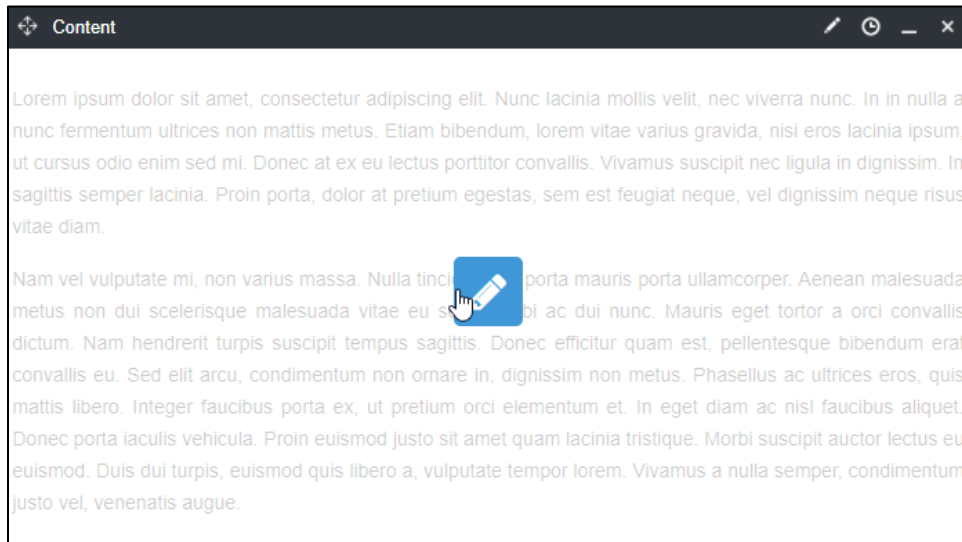 Content
Lorem ipsum dolor sit amet, consectetur adipiscing elit. Nunc lacinia mollis velit, nec viverra nunc. In in nulla a
nunc fermentum ultrices non mattis metus. Etiam bibendum, lorem vitae varius gravida, nisi eros lacinia ipsum,
ut cursus odio enim sed mi. Donec at ex eu lectus porttitor convallis. Vivamus suscipit nec ligula in dignissim. In
sagittis semper lacinia. Proin porta, dolor at pretium egestas, sem est feugiat neque, vel dignissim neque risus
vitae diam.
Nam vel vulputate mi, non varius massa. Nulla porta mauris porta ullamcorper. Aenean malesuada
metus non dui scelerisque malesuada vitae eu ac dui nunc. Mauris eget tortor a orci convallis
dictum. Nam hendrerit turpis suscipit tempus sagittis. Donec efficitur quam est, pellentesque bibendum erat
convallis eu. Sed elit arcu, condimentum non ornare in, dignissim non metus. Phasellus ac ultrices eros, quis
mattis libero. Integer faucibus porta ex, ut pretium orci elementum et. In eget diam ac nisl faucibus aliquet.
Donec porta iaculis vehicula. Proin euismod justo sit amet quam lacinia tristique. Morbi suscipit auctor lectus eu
euismod. Duis dui turpis, euismod quis libero a, vulputate tempor lorem. Vivamus a nulla semper, condimentum
justo vel, venenatis augue.